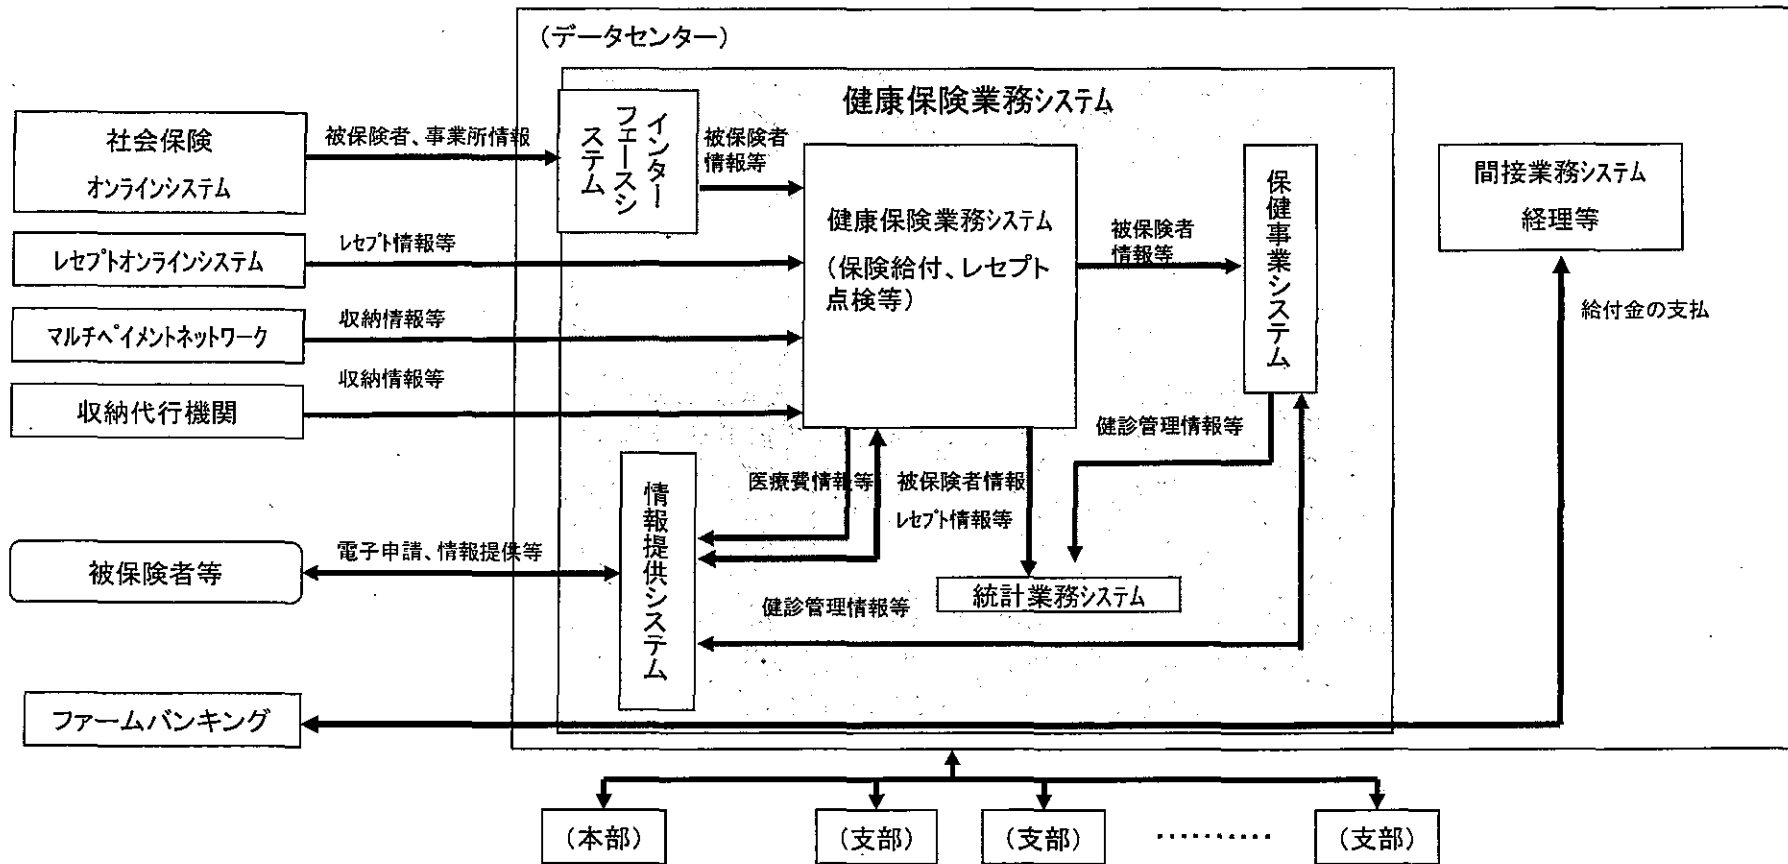 (データセンター)
健康保険業務システム
社会保険
オンラインシステム
被保険者、事業所情報
インター
フェースシ
ステム
被保険者
情報等
健康保険業務システム
(保険給付、レセプト
点検等)
被保険者
情報等
保健事業システム
間接業務システム
経理等
レセプトオンラインシステム
レセプト情報等
マルチペイメントネットワーク
収納情報等
収納代行機関
収納情報等
給付金の支払
健診管理情報等
医療費情報等
被保険者情報
レセプト情報等
情報提供システム
被保険者等
電子申請、情報提供等
統計業務システム
健診管理情報等
ファームバンキング
(本部)
(支部)
(支部)
………
(支部)